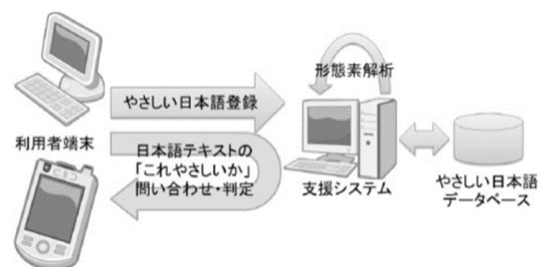 形態素解析
やさしい日本語登録
利用者端末
日本語テキストの
「これやさしいか」
問い合わせ・判定
支援システム
やさしい日本語
データベース